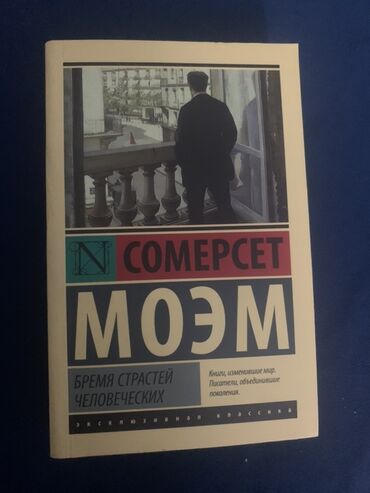 N
СОМЕРСЕТ
МОЭМ
БРЕМЯ СТРАСТЕЙ
ЧЕЛОВЕЧЕСКИХ
Книги, изменившие мир.
Писатели, объединившие
поколения.
ЭКСКЛЮЗИВНАЯ КЛАССИКА